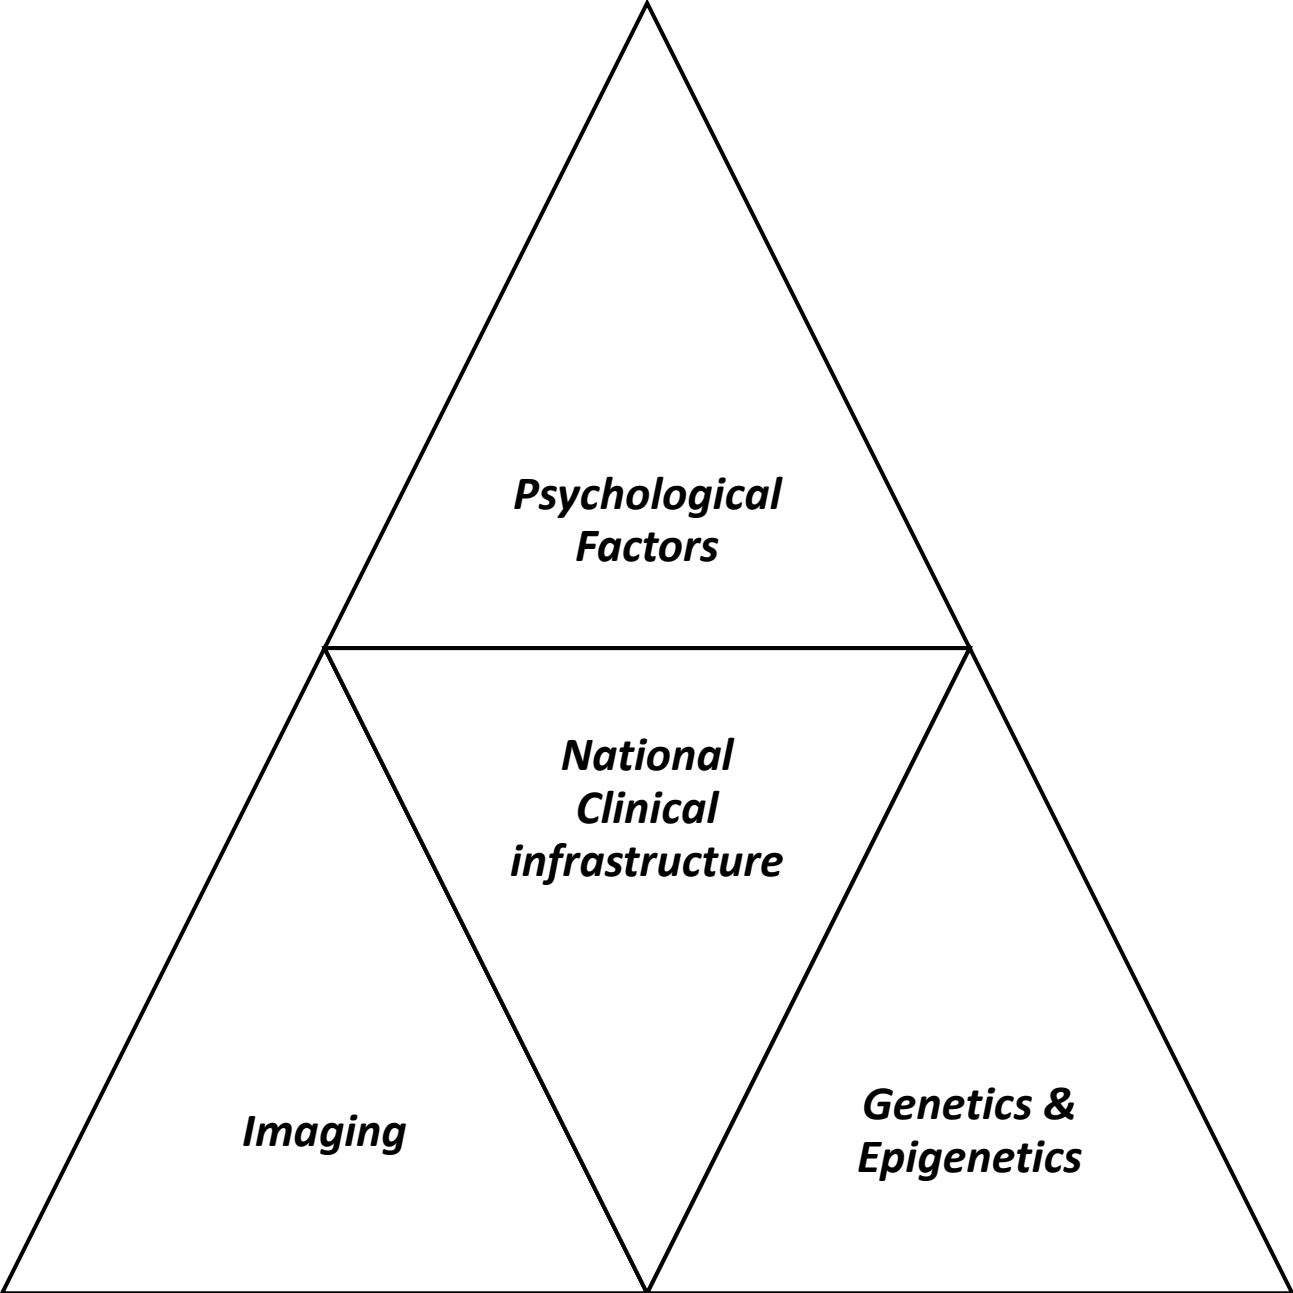 Psychological
Factors
National
Clinical
infrastructure
Imaging
Genetics &
Epigenetics